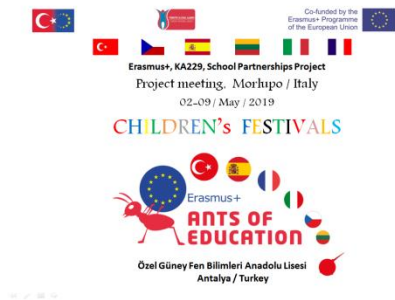 Co-funded by the
Erasmus+ Programme
of the European Union
Erasmus+, KA229, School Partnerships Project
Project meeting, Morlupo / Italy
02-09 / May / 2019
CHILDREN's FESTIVALS
Erasmus+
ANTS OF
EDUCATION
Özel Güney Fen Bilimleri Anadolu Lisesi
Antalya / Turkey